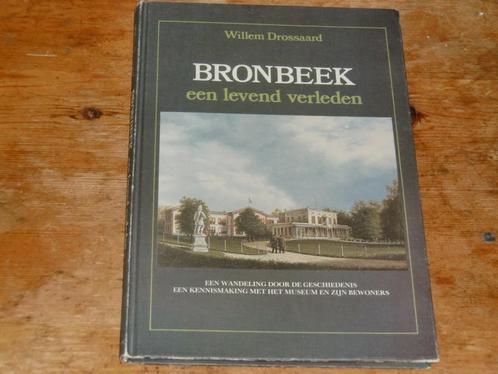 Willem Drossaard
BRONBEEK
een levend verleden
EEN WANDELING DOOR DE GESCHIEDENIS
EEN KENNISMAKING MET HET MUSEUM EN ZIJN BEWONERS